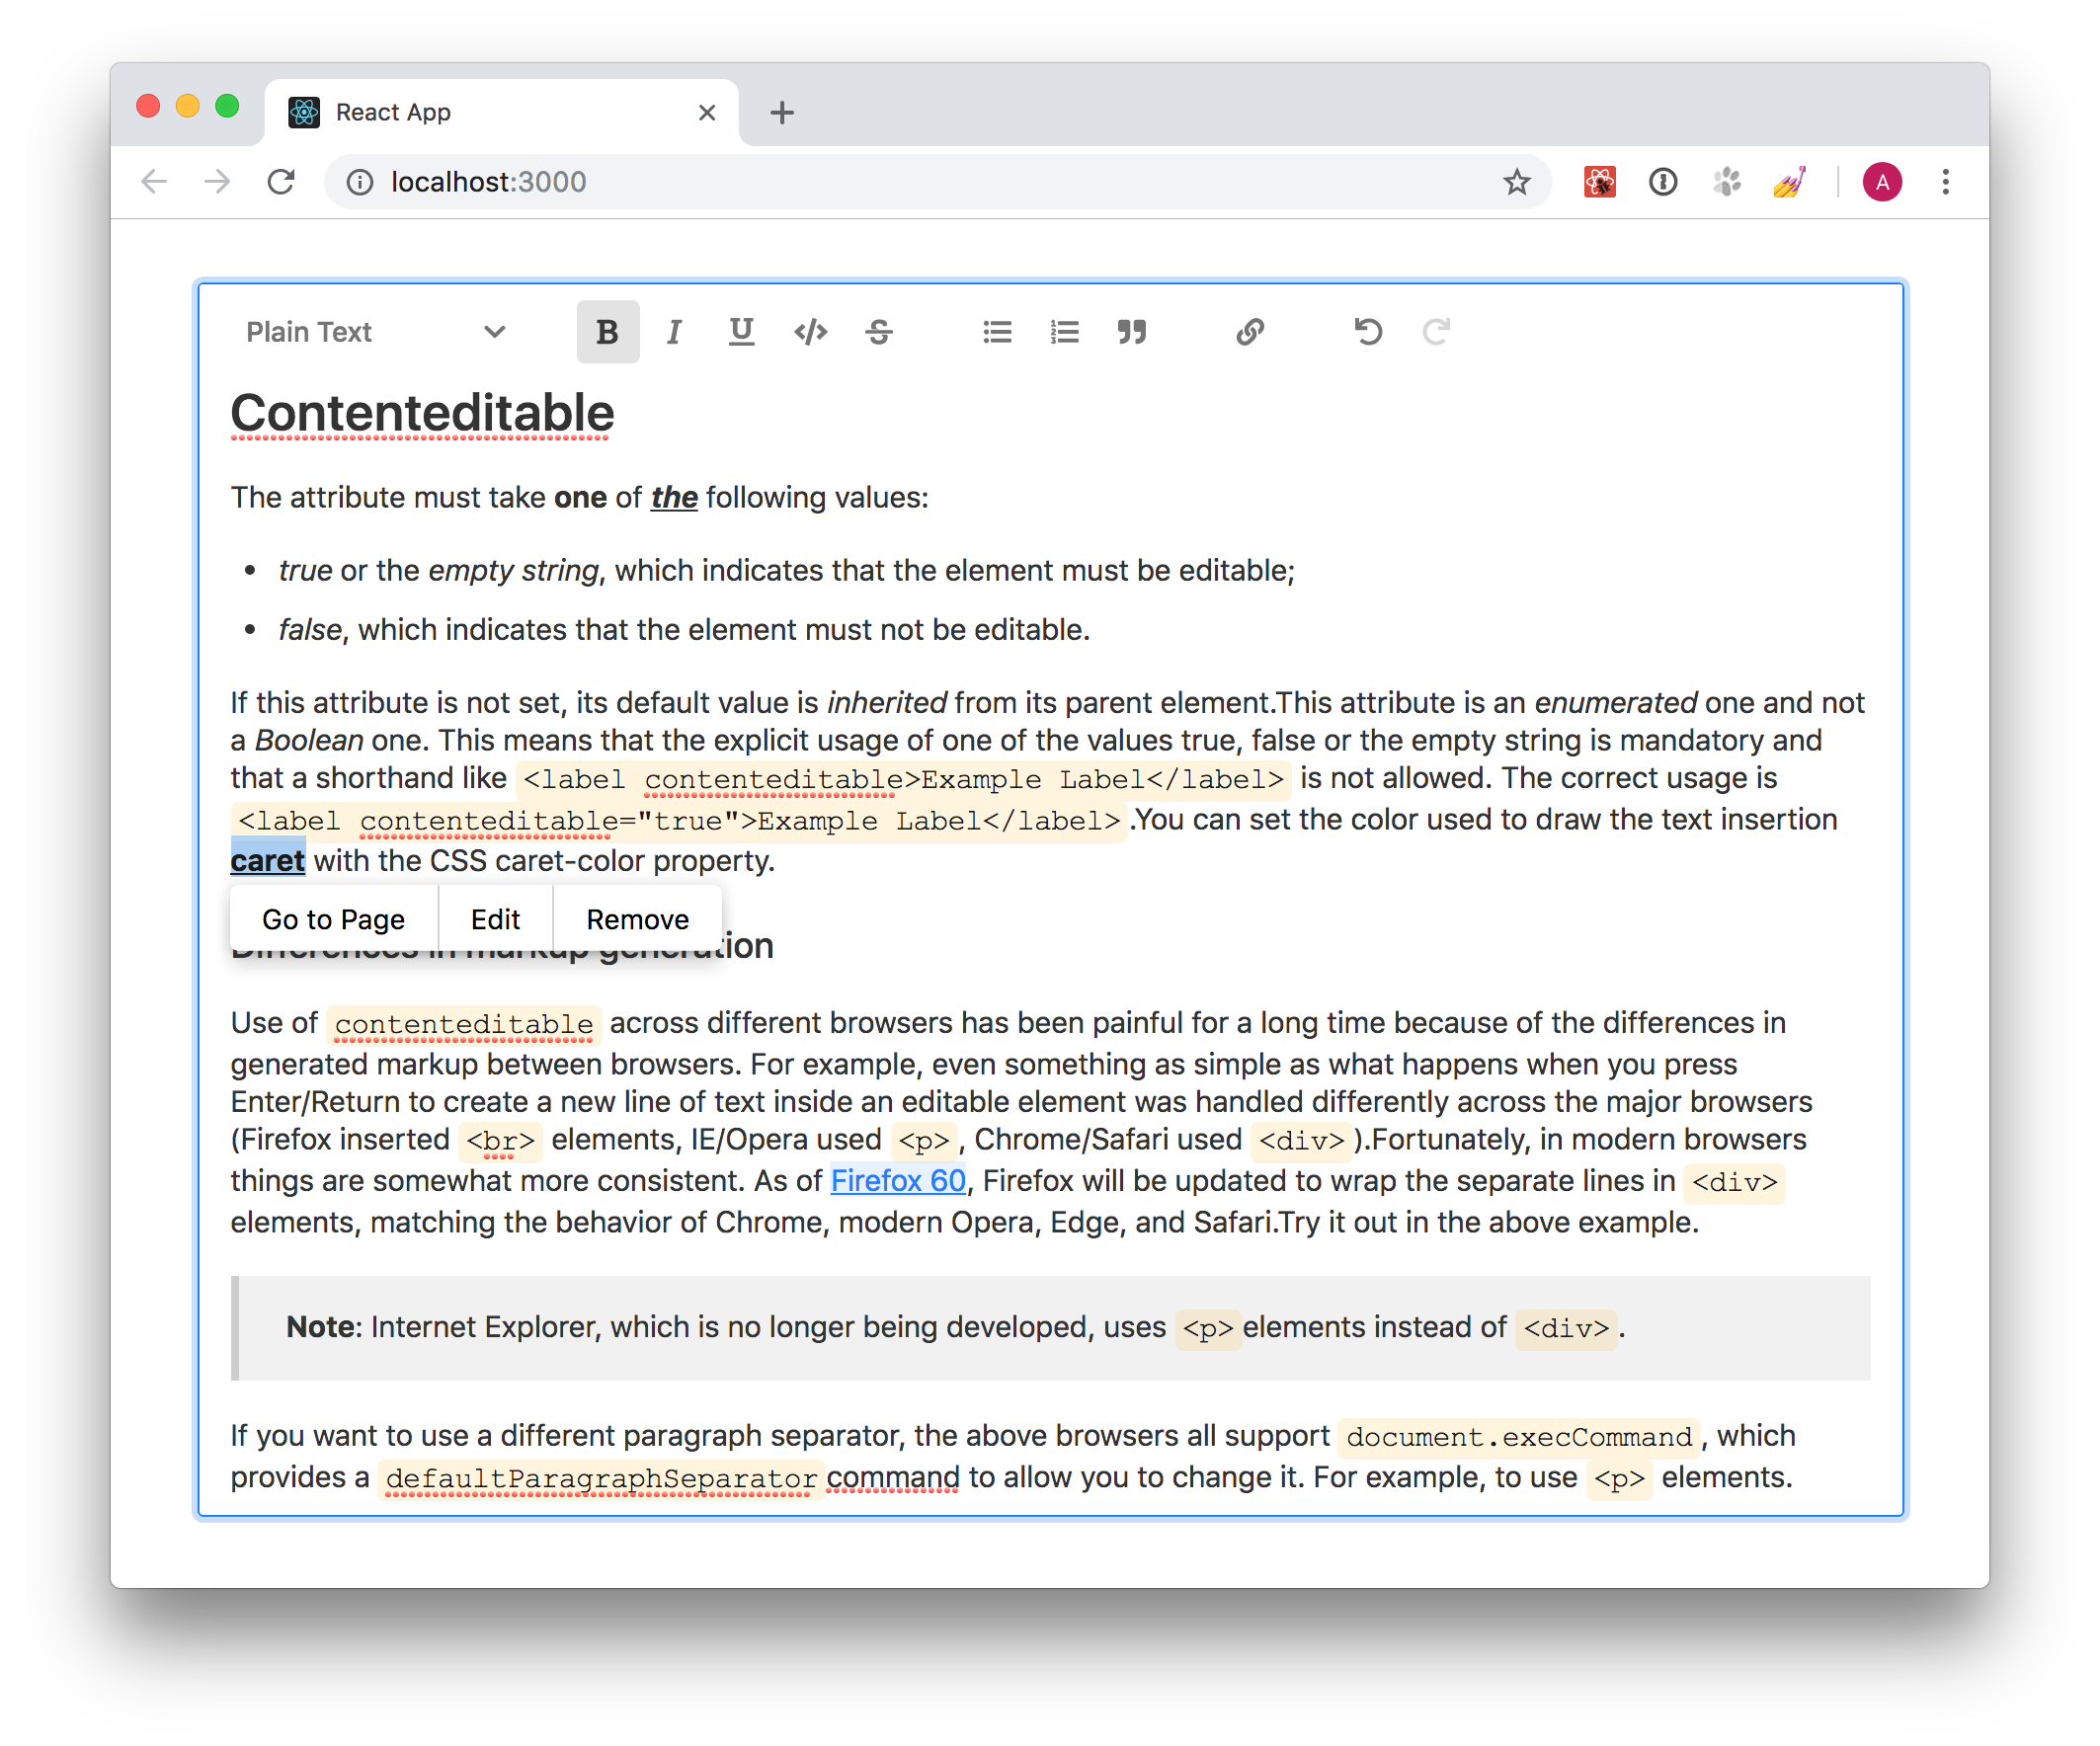 React App
localhost:3000
A
Plain Text
B I U </> S
Contenteditable
The attribute must take one of the following values:
• true or the empty string, which indicates that the element must be editable;
• false, which indicates that the element must not be editable.
If this attribute is not set, its default value is inherited from its parent element.This attribute is an enumerated one and not
a Boolean one. This means that the explicit usage of one of the values true, false or the empty string is mandatory and
that a shorthand like <label contenteditable>Example Label</label> is not allowed. The correct usage is
<label contenteditable="true">Example Label</label>.You can set the color used to draw the text insertion
caret with the CSS caret-color property.
Go to Page Edit Remove
Differences in markup generation
Use of contenteditable across different browsers has been painful for a long time because of the differences in
generated markup between browsers. For example, even something as simple as what happens when you press
Enter/Return to create a new line of text inside an editable element was handled differently across the major browsers
(Firefox inserted <br> elements, IE/Opera used <p>, Chrome/Safari used <div>).Fortunately, in modern browsers
things are somewhat more consistent. As of Firefox 60, Firefox will be updated to wrap the separate lines in <div>
elements, matching the behavior of Chrome, modern Opera, Edge, and Safari.Try it out in the above example.
Note: Internet Explorer, which is no longer being developed, uses <p>elements instead of <div>.
If you want to use a different paragraph separator, the above browsers all support document.execCommand, which
provides a defaultParagraphSeparator command to allow you to change it. For example, to use <p> elements.